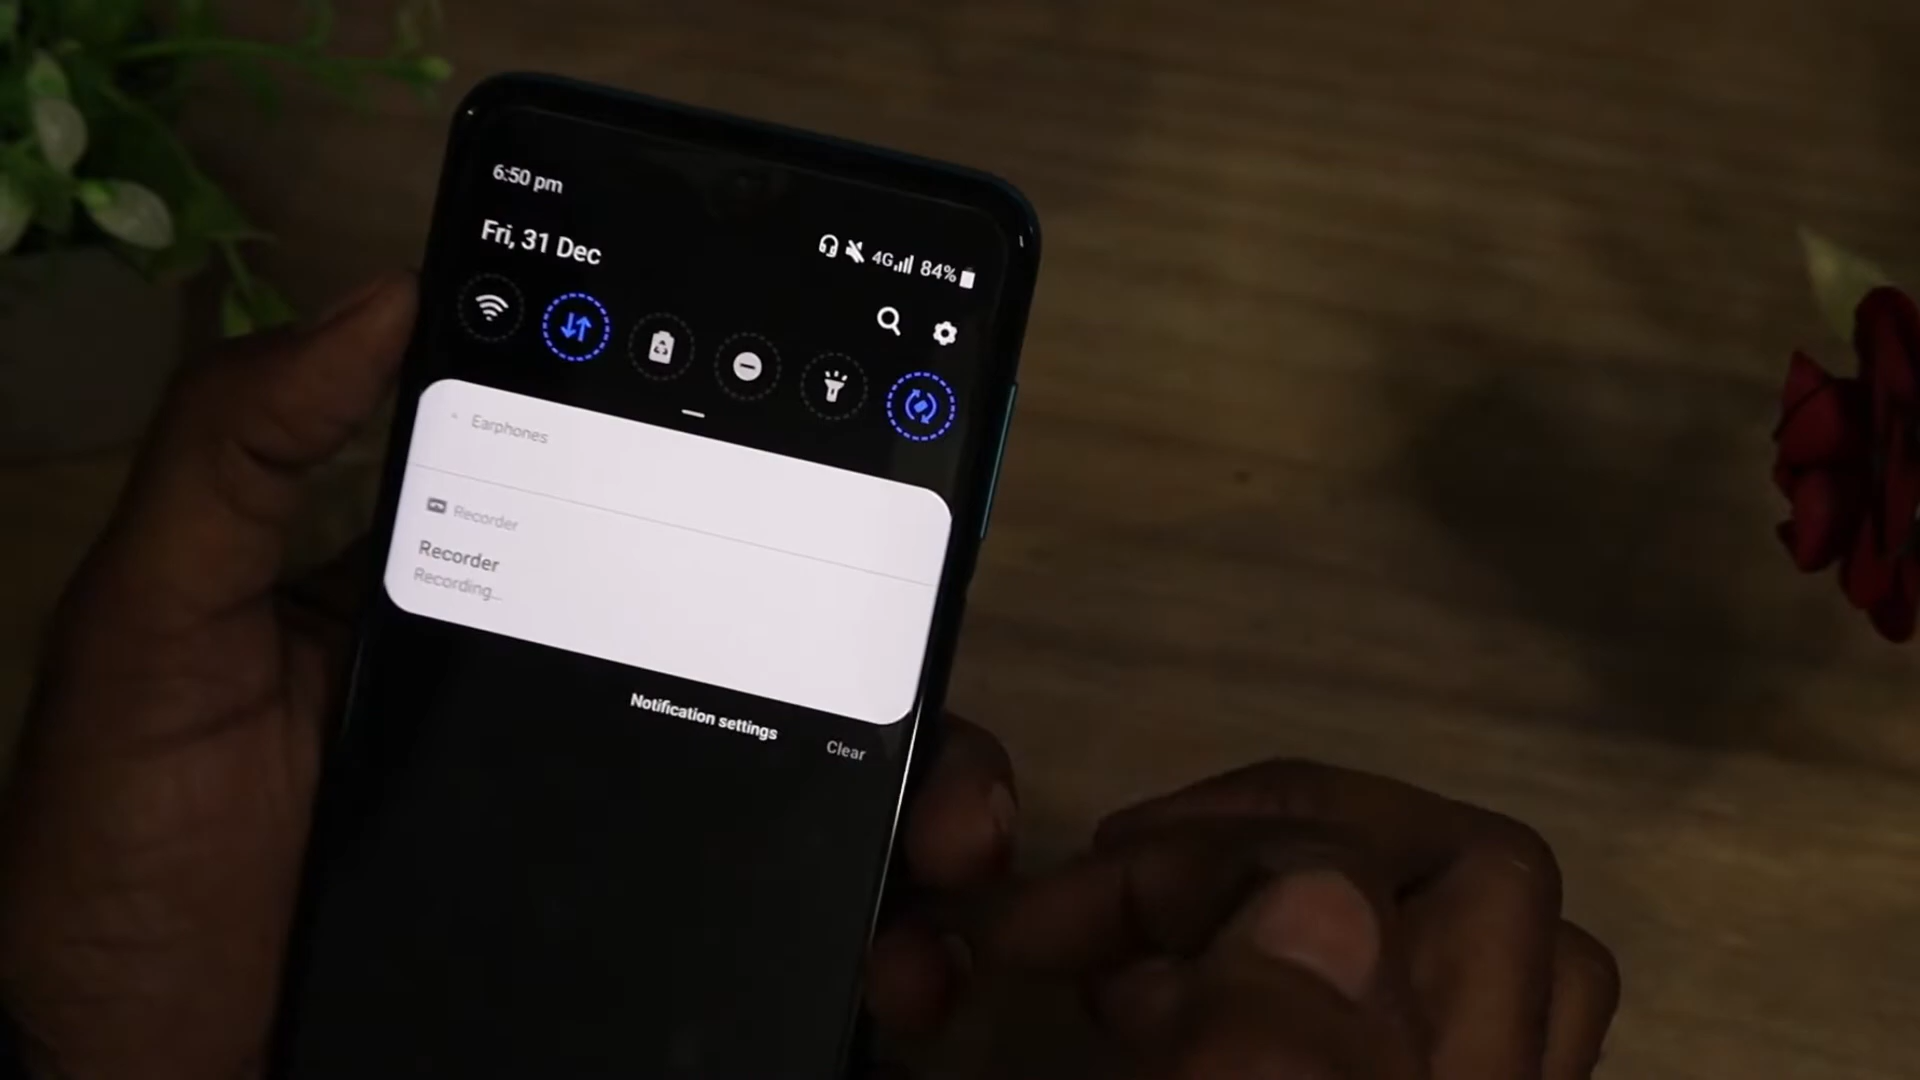 6:50 pm
Fri, 31 Dec
4G 84%
Earphones
Recorder
Recorder
Recording...
Notification settings
Clear